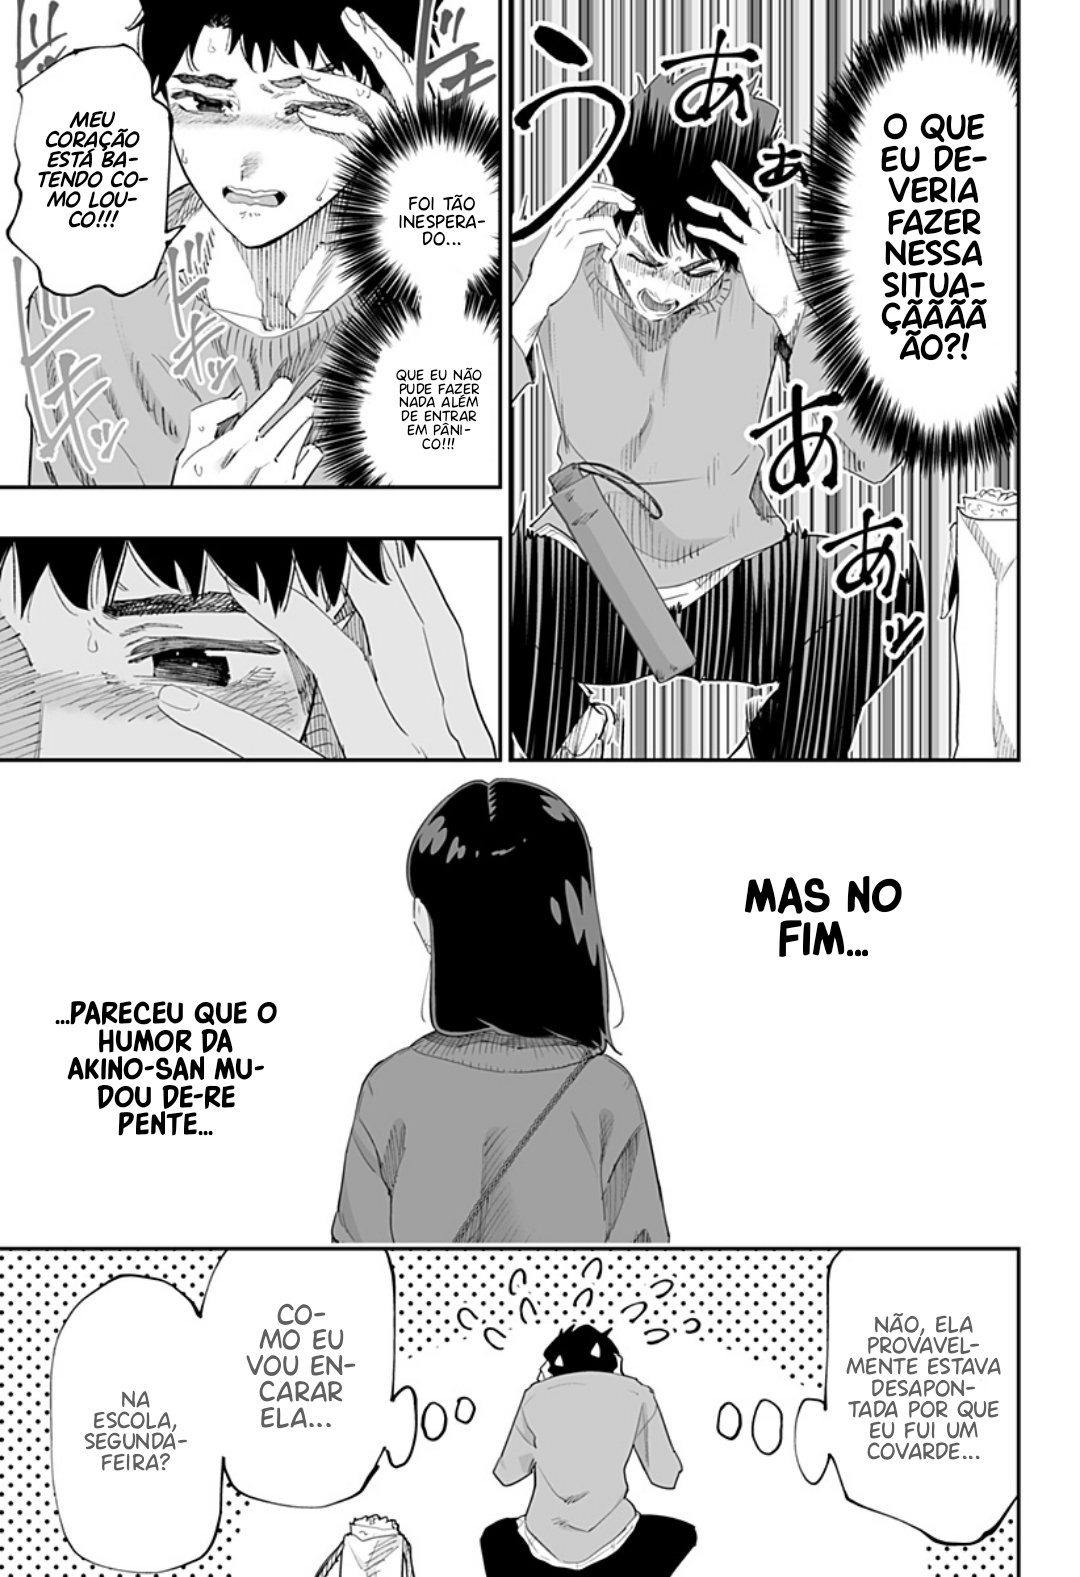 O QUE
EU DE-
VERIA
FAZER
NESSA
SITUA-
ÇÃÃÃÃ
ÃO?!
うあぁ
ああッ
FOI TÃO
INESPERA-
DO...
QUE EU NÃO
PUDE FAZER
NADA ALÉM
DE ENTRAR
EM PÂNI-
CO!!!
MEU
CORAÇÃO
ESTÁ BA-
TENDO CO-
MO LOU-
CO!!!
ドキ
ドキ
MAS NO
FIM...
...PARECEU QUE O
HUMOR DA
AKINO-SAN MU-
DOU DE-RE
PENTE...
NÃO, ELA
PROVAVEL-
MENTE ESTAVA
DESAPON-
TADA POR QUE
EU FUI UM
COVARDE...
CO-
MO EU
VOU EN-
CARAR
ELA...
NA
ESCOLA,
SEGUNDA-
FEIRA?